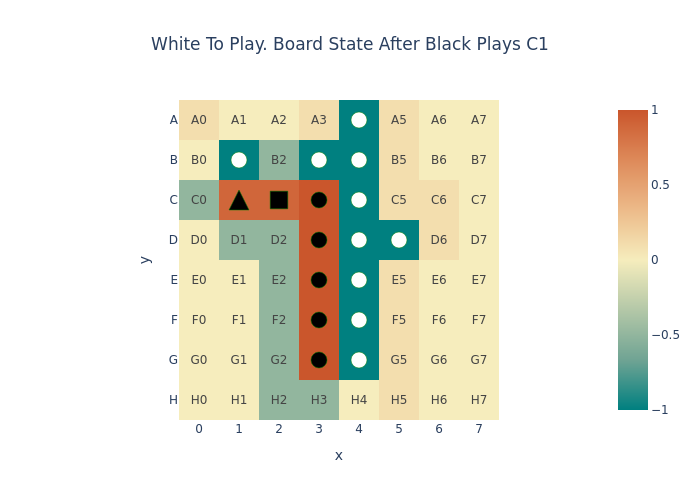 White To Play. Board State After Black Plays C1
A A0 A1 A2 A3 A5 A6 A7
B B0 B2 B5 B6 B7
C C0 C5 C6 C7
D D0 D1 D2 D6 D7
E E0 E1 E2 E5 E6 E7
F F0 F1 F2 F5 F6 F7
G G0 G1 G2 G5 G6 G7
H H0 H1 H2 H3 H4 H5 H6 H7
0 1 2 3 4 5 6 7
x
y
1
0.5
0
−0.5
−1